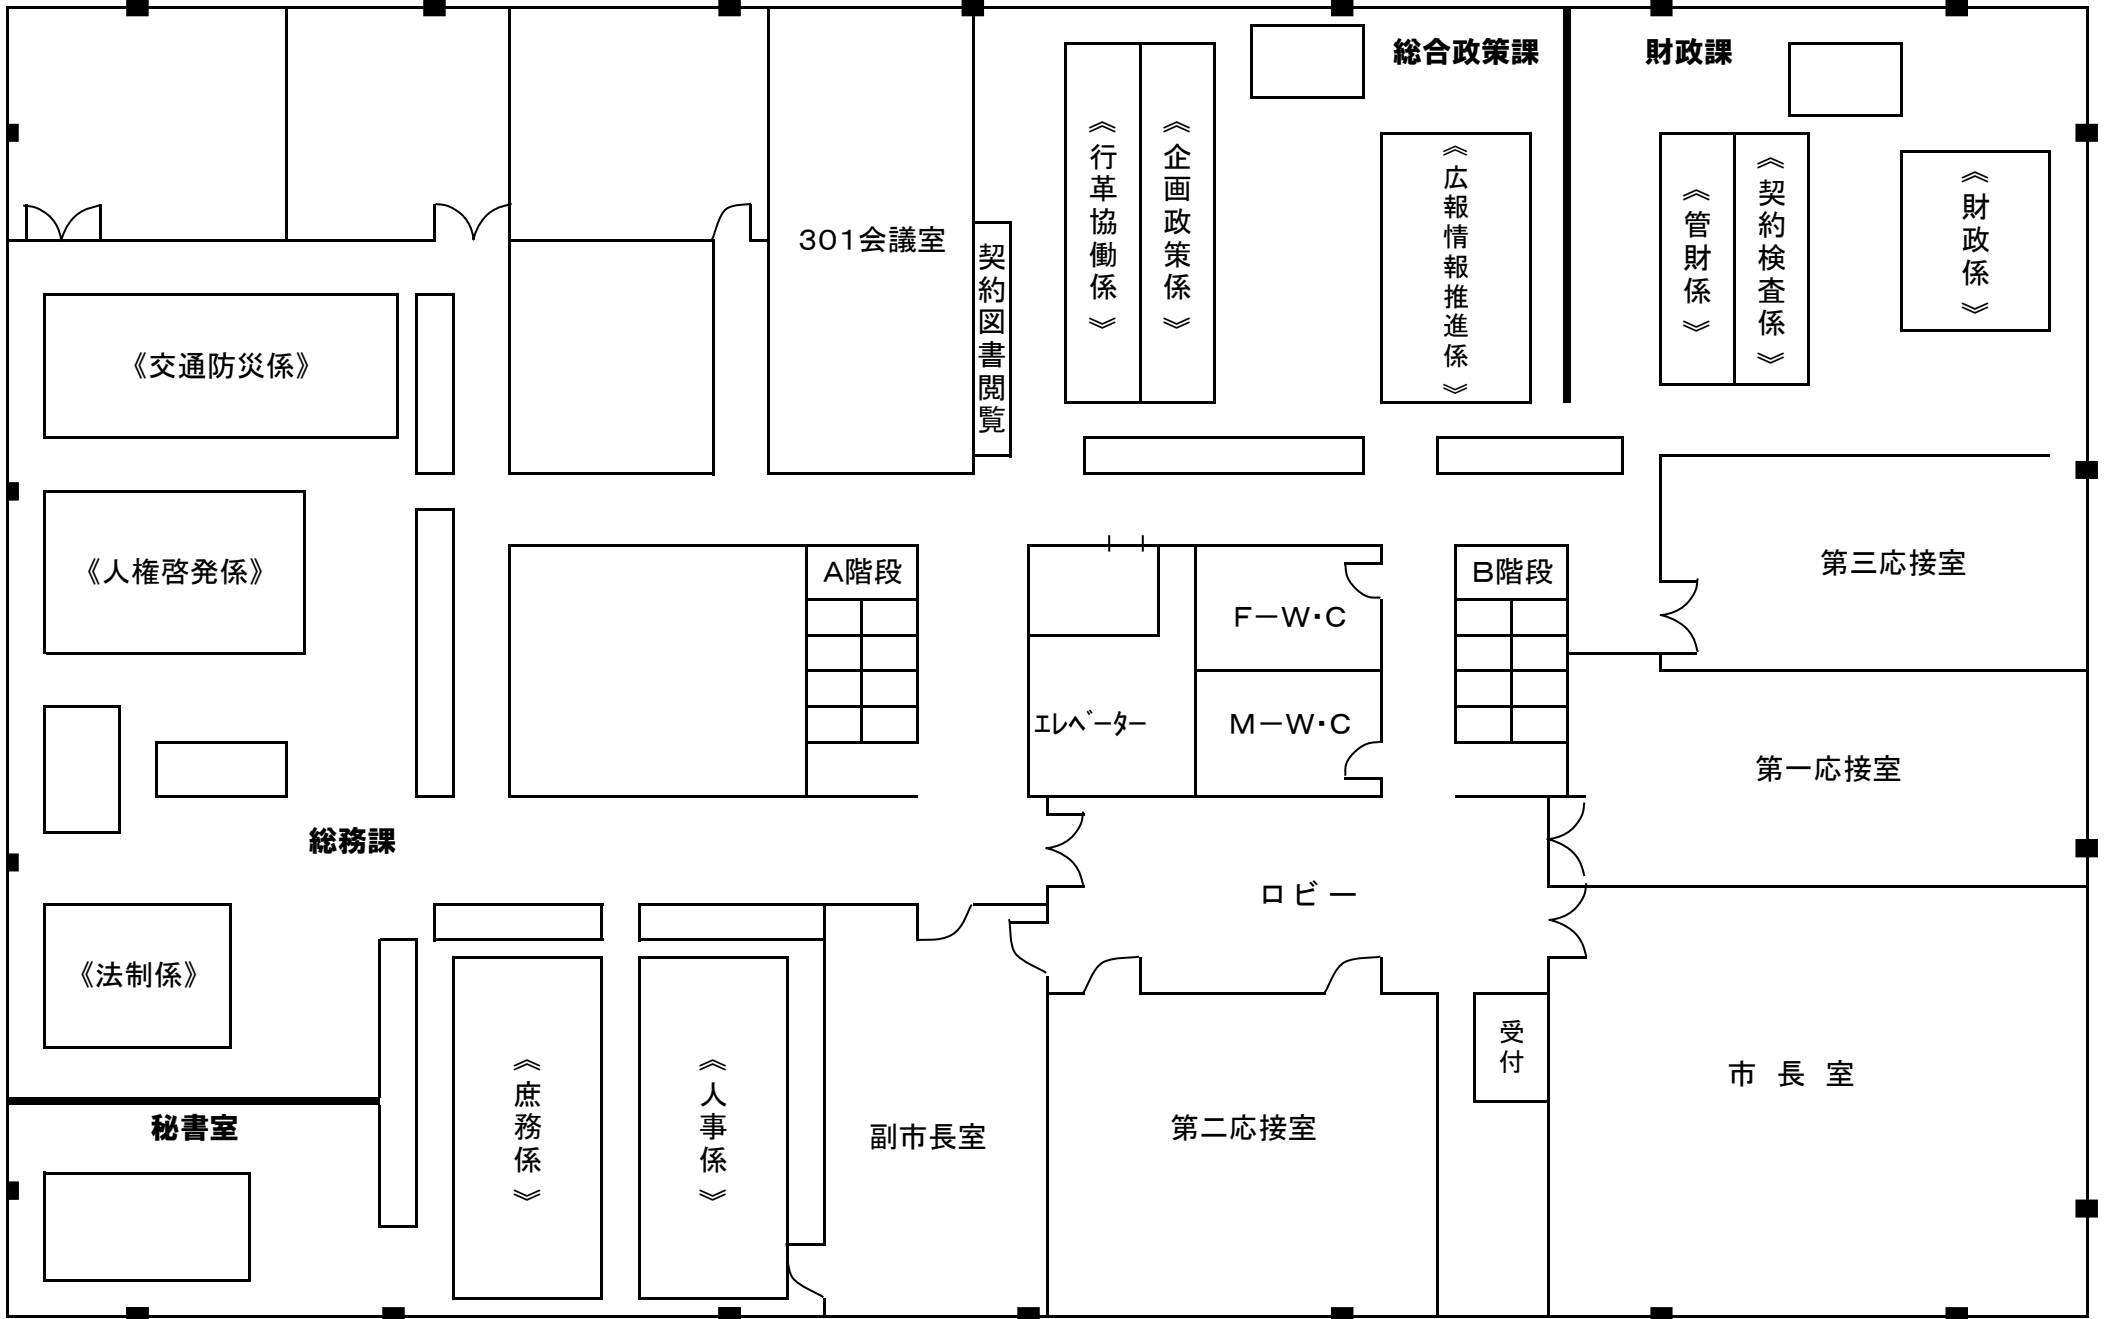 総合政策課
財政課
《行革協働係》
《企画政策係》
《広報情報推進係》
《管財係》
《契約検査係》
《財政係》
301会議室
契約図書閲覧
《交通防災係》
《人権啓発係》
A階段
F－W・C
B階段
第三応接室
エレベーター
M－W・C
第一応接室
総務課
ロビー
《法制係》
受付
市長室
秘書室
《庶務係》
《人事係》
副市長室
第二応接室